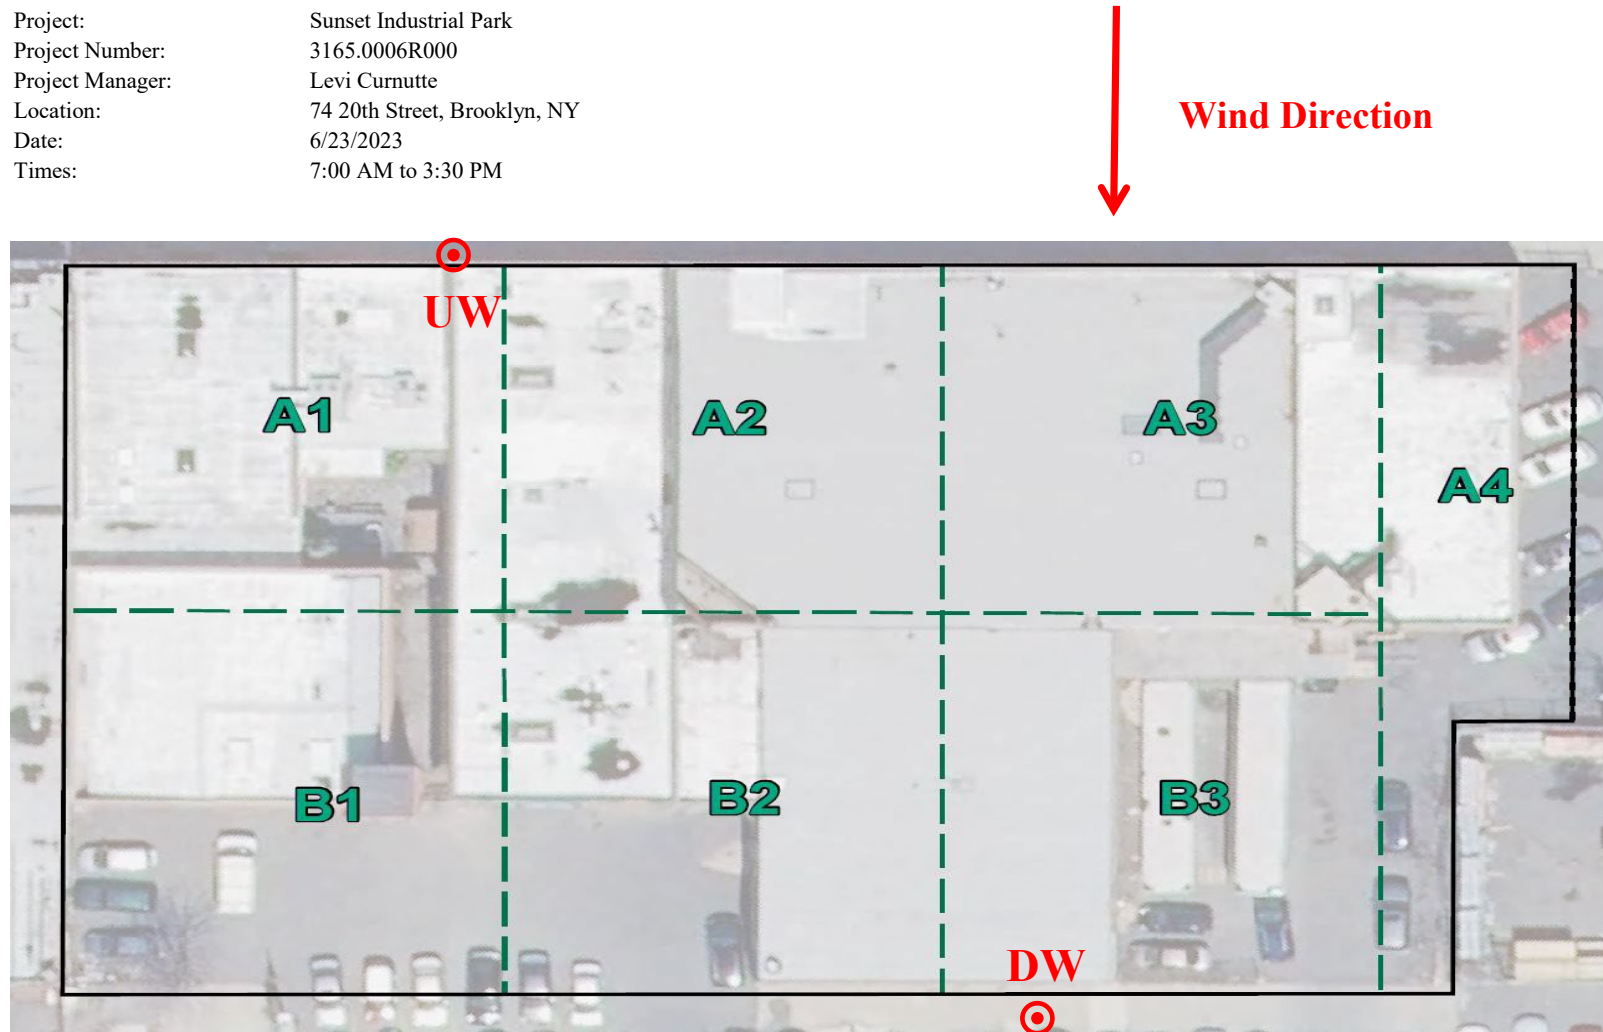 Project: Sunset Industrial Park
Project Number: 3165.0006R000
Project Manager: Levi Curnutte
Location: 74 20th Street, Brooklyn, NY
Date: 6/23/2023
Times: 7:00 AM to 3:30 PM
Wind Direction
UW
A1
A2
A3
A4
B1
B2
B3
DW